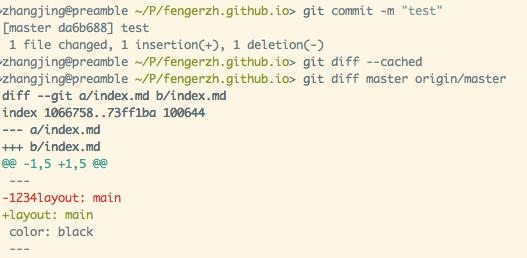 zhangjing@preamble ~/P/fengerzh.github.io> git commit -m "test"
[master da6b688] test
 1 file changed, 1 insertion(+), 1 deletion(-)
zhangjing@preamble ~/P/fengerzh.github.io> git diff --cached
zhangjing@preamble ~/P/fengerzh.github.io> git diff master origin/master
diff --git a/index.md b/index.md
index 1066758..73ff1ba 100644
--- a/index.md
+++ b/index.md
@@ -1,5 +1,5 @@
 ---
-1234layout: main
+layout: main
 color: black
 ---